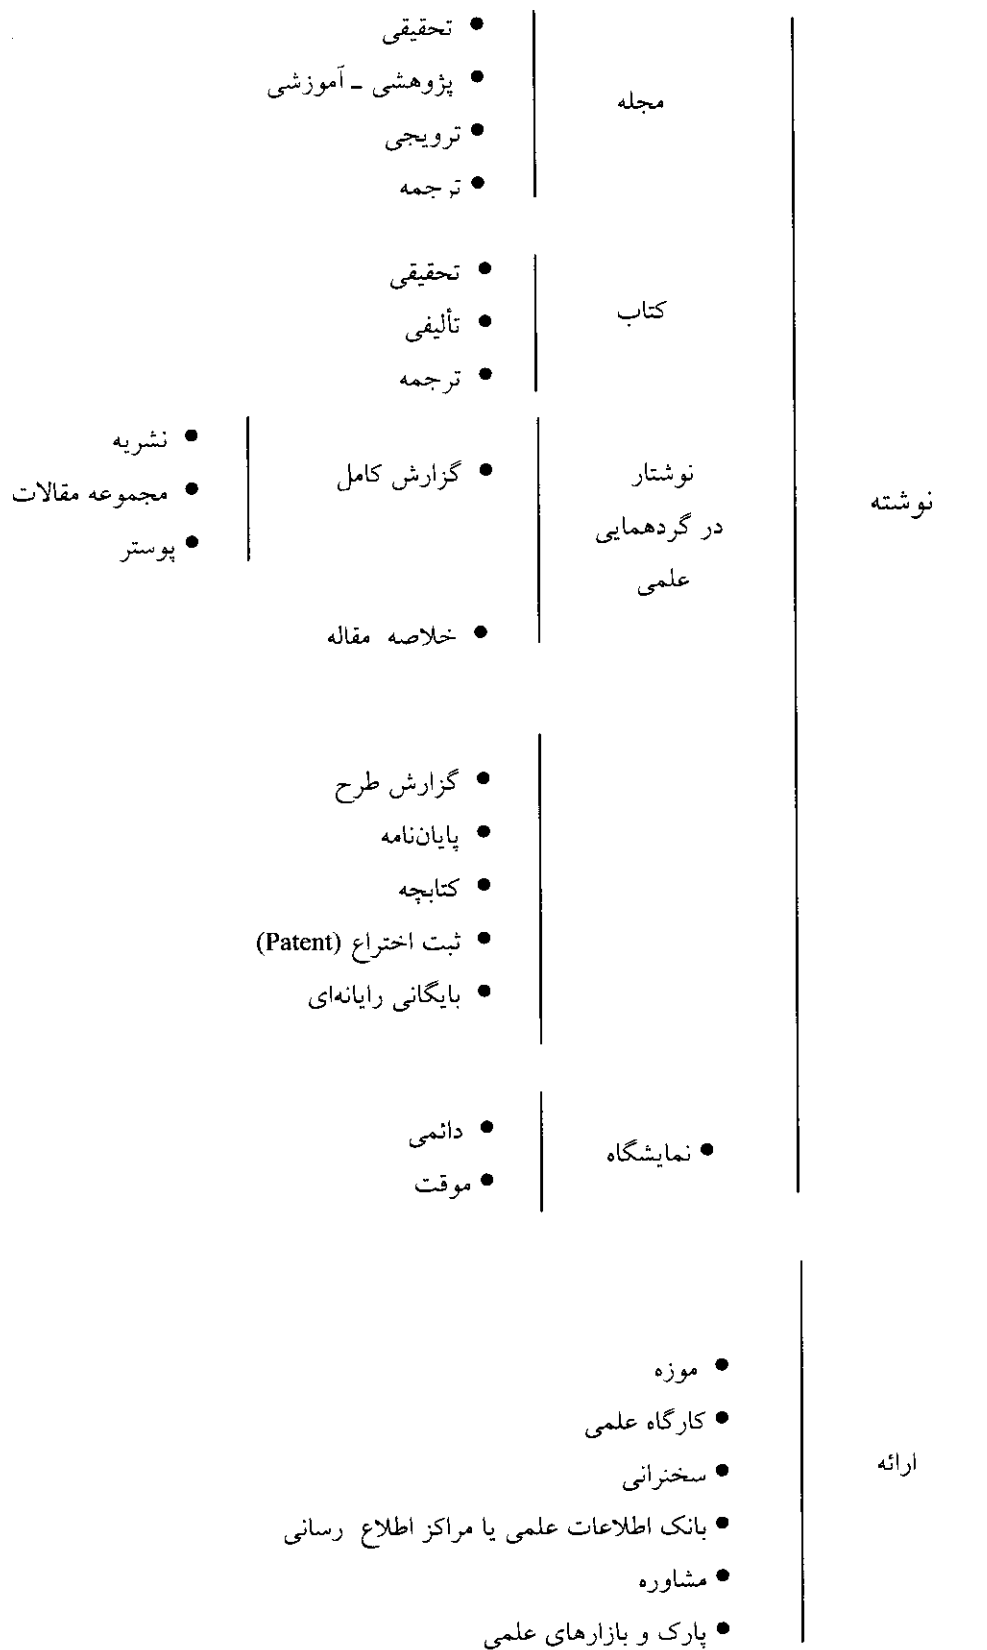 نوشته
مجله
• تحقیقی
• پژوهشی ـ آموزشی
• ترویجی
• ترجمه
کتاب
• تحقیقی
• تألیفی
• ترجمه
نوشتار
در گردهمایی
علمی
• گزارش کامل
• نشریه
• مجموعه مقالات
• پوستر
• خلاصه مقاله
• گزارش طرح
• پایان‌نامه
• کتابچه
• ثبت اختراع (Patent)
• بایگانی رایانه‌ای
• نمایشگاه
• دائمی
• موقت
ارائه
• موزه
• کارگاه علمی
• سخنرانی
• بانک اطلاعات علمی یا مراکز اطلاع رسانی
• مشاوره
• پارک و بازارهای علمی